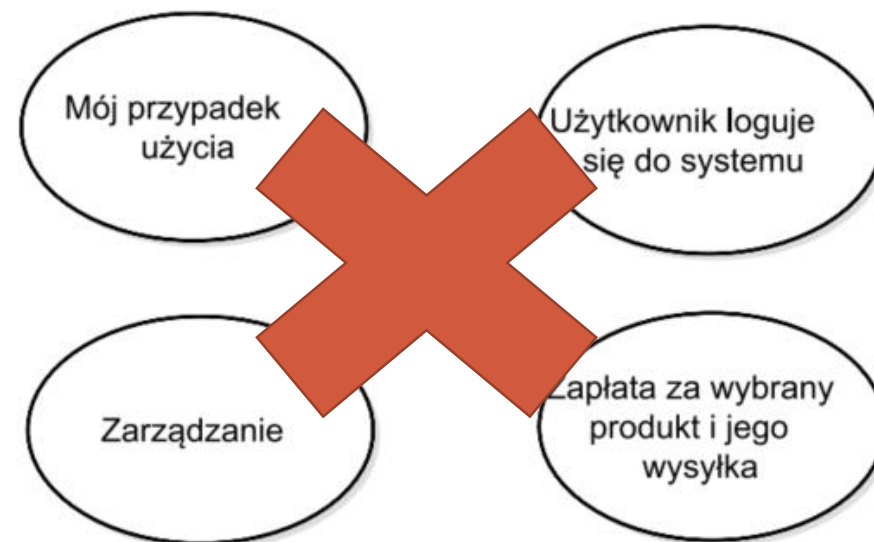 Mój przypadek
użycia
Użytkownik loguje
się do systemu
Zarządzanie
Zapłata za wybrany
produkt i jego
wysyłka